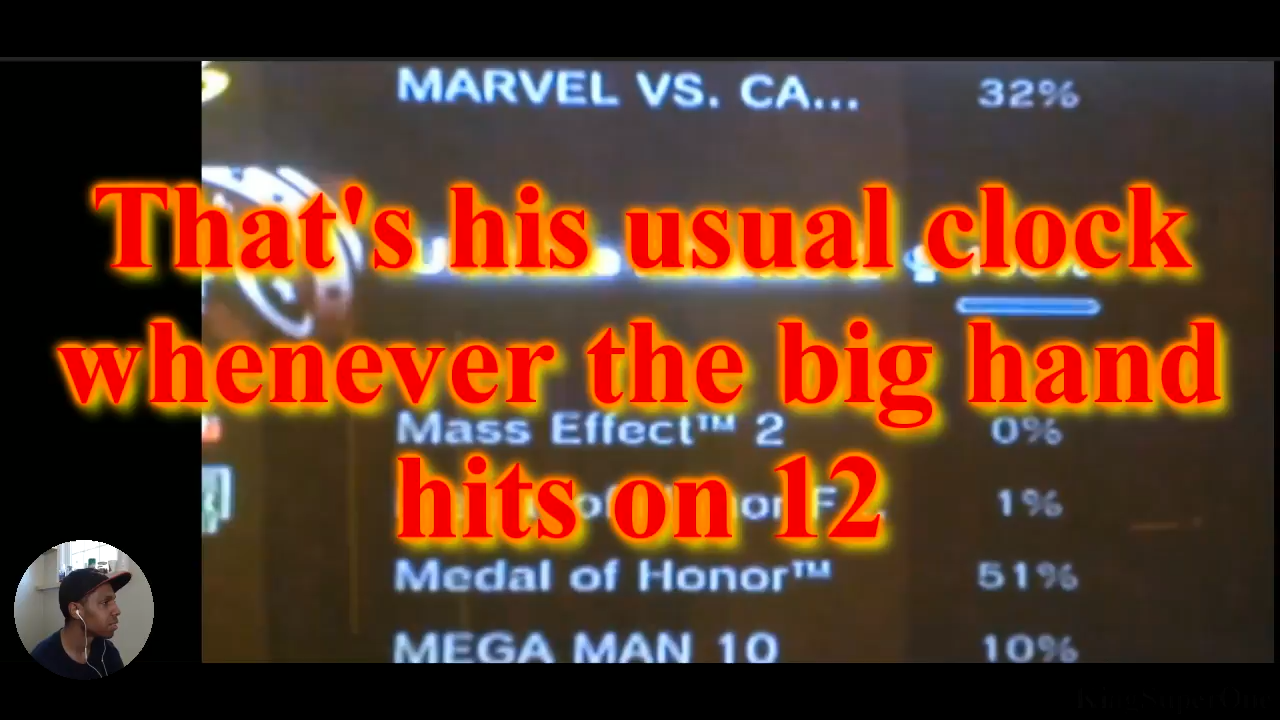 MARVEL VS. CA... 32%
That's his usual clock
whenever the big hand
Mass Effect™ 2 0%
hits on 12
1%
Medal of Honor™ 51%
MEGA MAN 10 10%
KingSuperOne